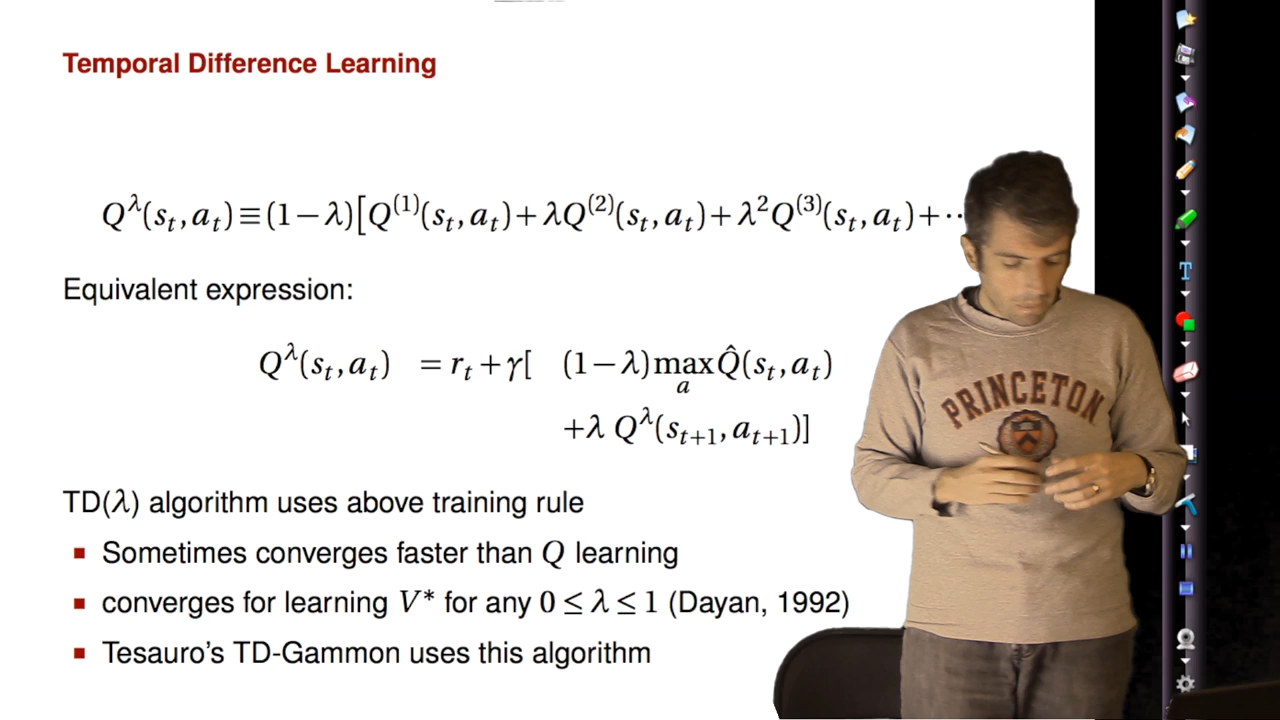 Temporal Difference Learning
Q^λ(s_t, a_t) ≡ (1−λ)[Q^(1)(s_t, a_t) + λQ^(2)(s_t, a_t) + λ²Q^(3)(s_t, a_t) + ··
Equivalent expression:
Q^λ(s_t, a_t) = r_t + γ[ (1−λ) max_a Q̂(s_t, a_t)
+λ Q^λ(s_{t+1}, a_{t+1})]
PRINCETON
TD(λ) algorithm uses above training rule
▪ Sometimes converges faster than Q learning
▪ converges for learning V* for any 0 ≤ λ ≤ 1 (Dayan, 1992)
▪ Tesauro's TD-Gammon uses this algorithm
T